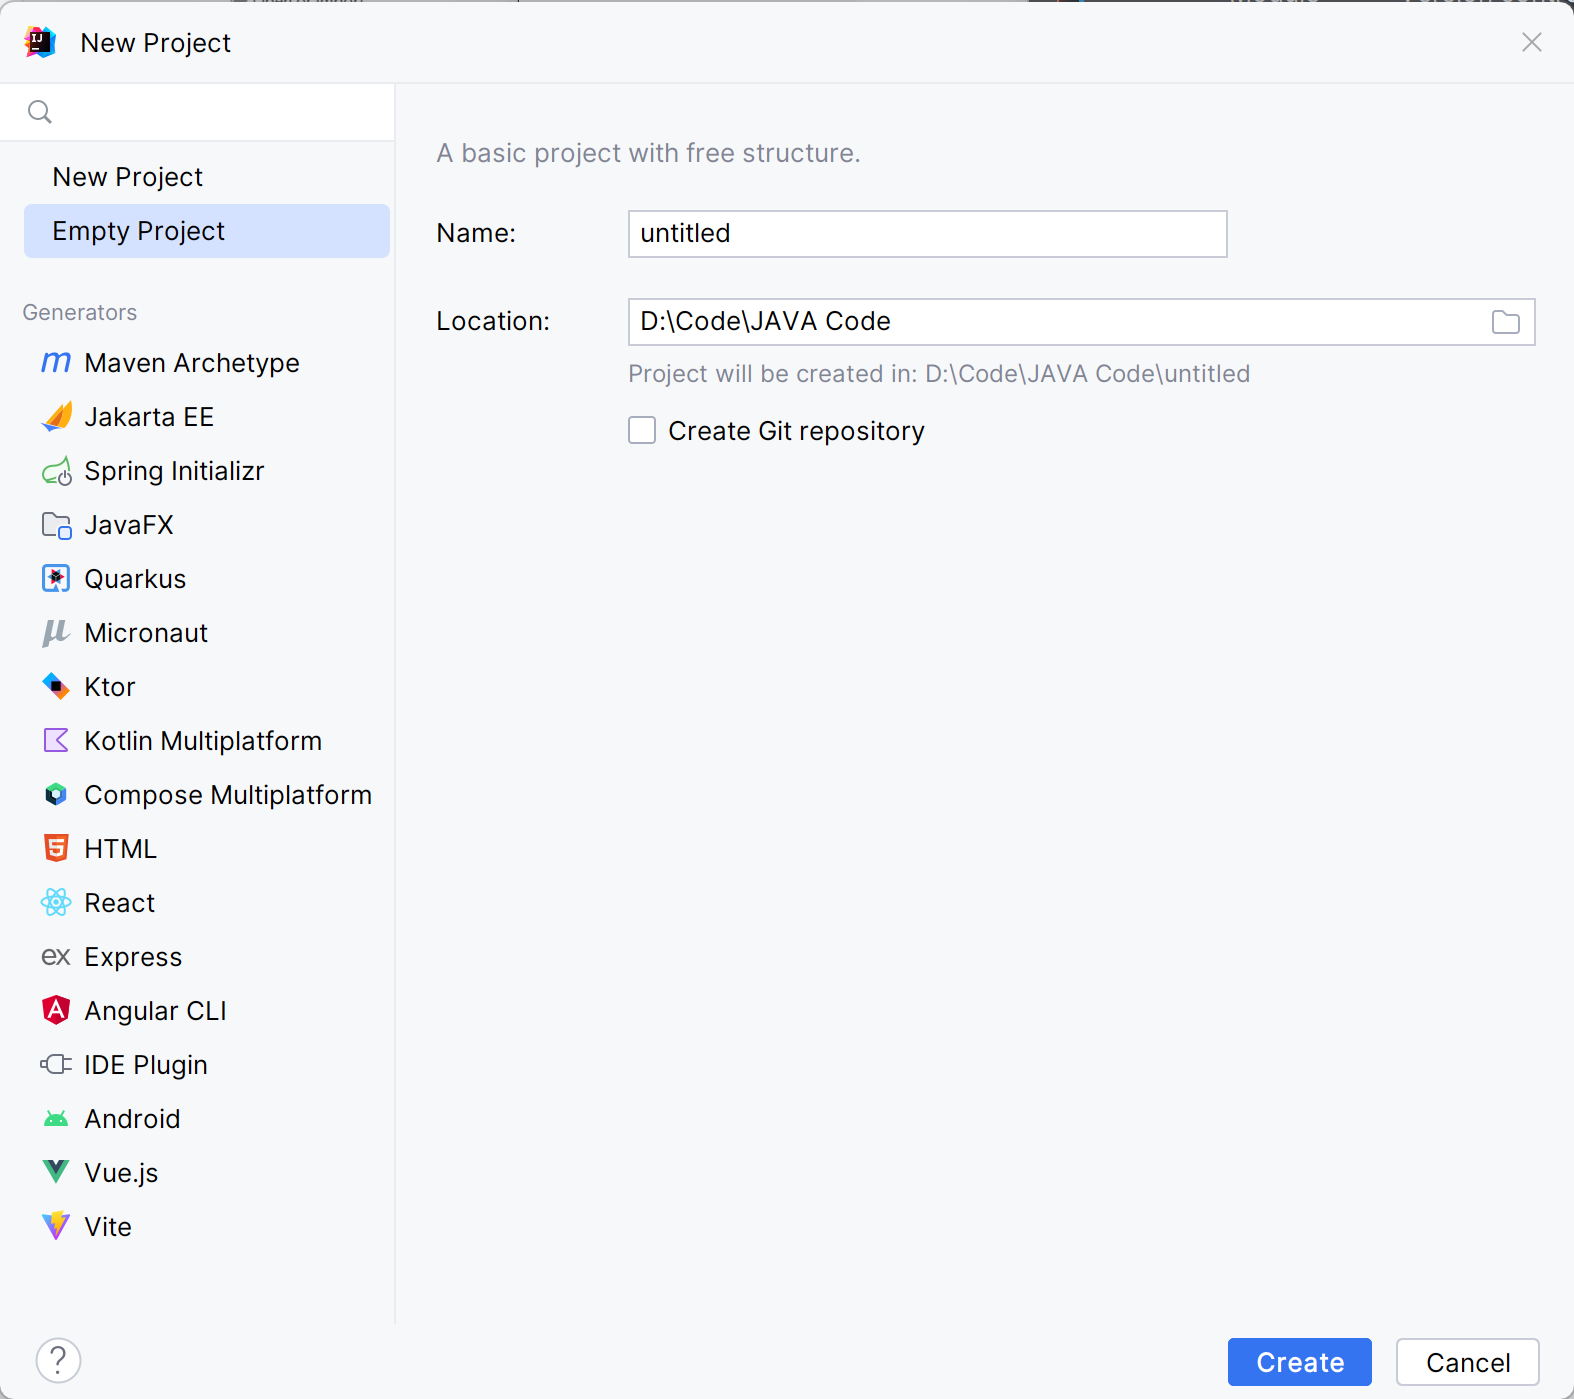 New Project
New Project
Empty Project
Generators
Maven Archetype
Jakarta EE
Spring Initializr
JavaFX
Quarkus
Micronaut
Ktor
Kotlin Multiplatform
Compose Multiplatform
HTML
React
ex Express
Angular CLI
IDE Plugin
Android
Vue.js
Vite
A basic project with free structure.
Name: untitled
Location: D:\Code\JAVA Code
Project will be created in: D:\Code\JAVA Code\untitled
Create Git repository
?
Create
Cancel